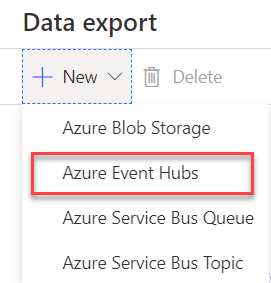 Data export
New Delete
Azure Blob Storage
Azure Event Hubs
Azure Service Bus Queue
Azure Service Bus Topic